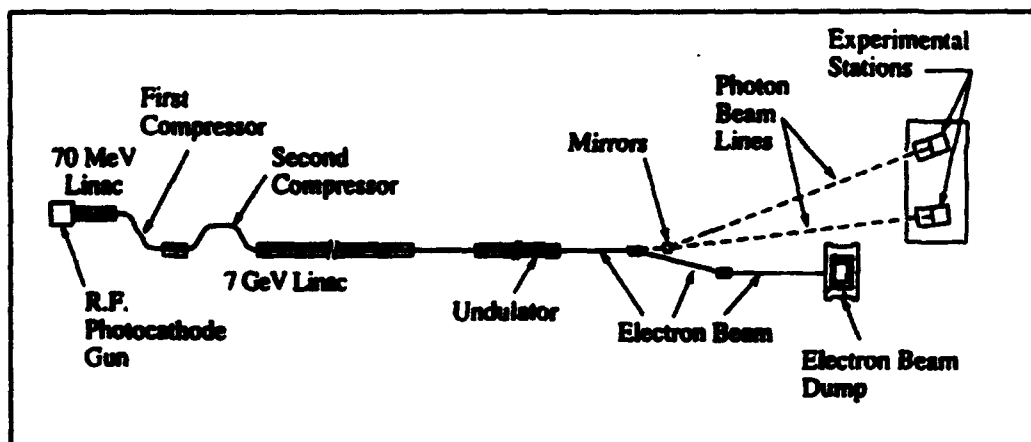 Experimental
Stations
Photon
Beam
Lines
First
Compressor
Mirrors
70 MeV
Linac
Second
Compressor
7 GeV Linac
R.F.
Photocathode
Gun
Undulator
Electron Beam
Electron Beam
Dump